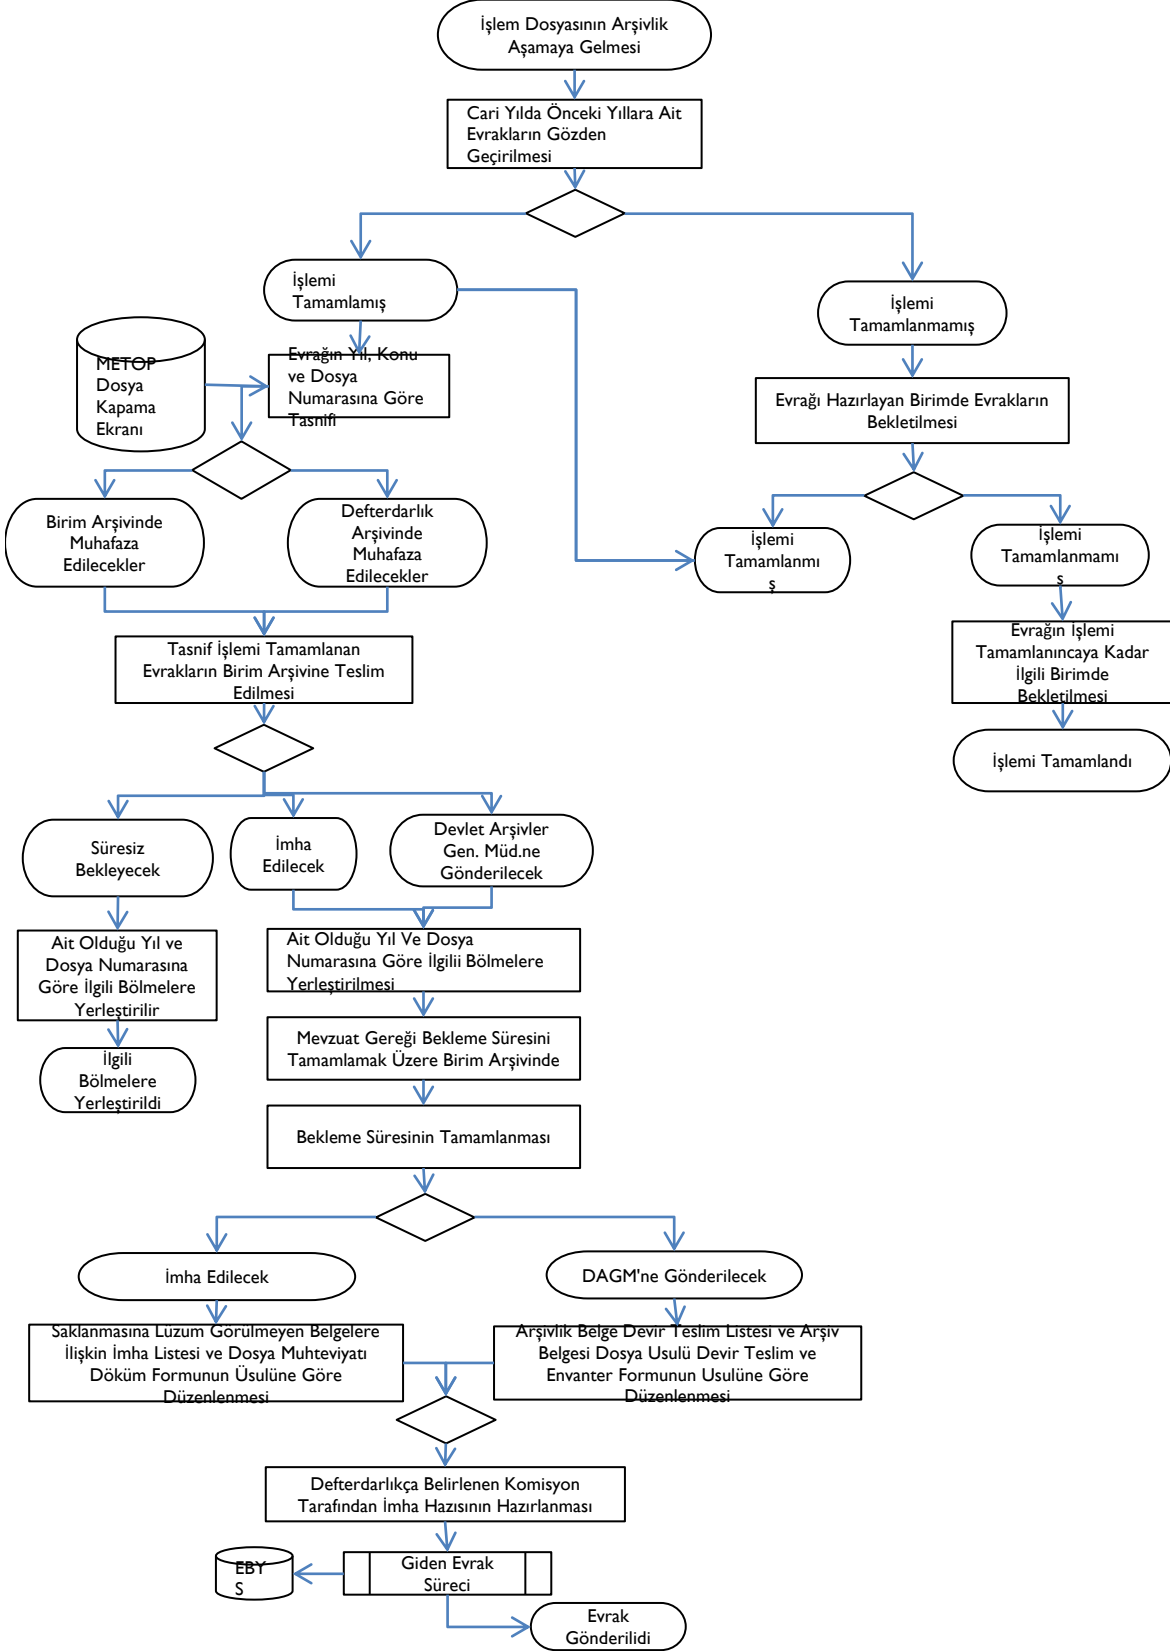 İşlem Dosyasının Arşivlik
Aşamaya Gelmesi
Cari Yılda Önceki Yıllara Ait
Evrakların Gözden
Geçirilmesi
İşlemi
Tamamlamış
İşlemi
Tamamlanmamış
METOP
Dosya
Kapama
Ekranı
Evrağın Yıl, Konu
ve Dosya
Numarasına Göre
Tasnifi
Evrağı Hazırlayan Birimde Evrakların
Bekletilmesi
Birim Arşivinde
Muhafaza
Edilecekler
Defterdarlık
Arşivinde
Muhafaza
Edilecekler
İşlemi
Tamamlanmı
ş
İşlemi
Tamamlanmamı
ş
Tasnif İşlemi Tamamlanan
Evrakların Birim Arşivine Teslim
Edilmesi
Evrağın İşlemi
Tamamlanıncaya Kadar
İlgili Birimde
Bekletilmesi
İşlemi Tamamlandı
Süresiz
Bekleyecek
İmha
Edilecek
Devlet Arşivler
Gen. Müd.ne
Gönderilecek
Ait Olduğu Yıl ve
Dosya Numarasına
Göre İlgili Bölmelere
Yerleştirilir
Ait Olduğu Yıl Ve Dosya
Numarasına Göre İlgilii Bölmelere
Yerleştirilmesi
Mevzuat Gereği Bekleme Süresini
Tamamlamak Üzere Birim Arşivinde
İlgili
Bölmelere
Yerleştirildi
Bekleme Süresinin Tamamlanması
İmha Edilecek
DAGM'ne Gönderilecek
Saklanmasına Lüzum Görülmeyen Belgelere
İlişkin İmha Listesi ve Dosya Muhteviyatı
Döküm Formunun Üsulüne Göre
Düzenlenmesi
Arşivlik Belge Devir Teslim Listesi ve Arşiv
Belgesi Dosya Usulü Devir Teslim ve
Envanter Formunun Usulüne Göre
Düzenlenmesi
Defterdarlıkça Belirlenen Komisyon
Tarafından İmha Hazısının Hazırlanması
EBY
S
Giden Evrak
Süreci
Evrak
Gönderilidi